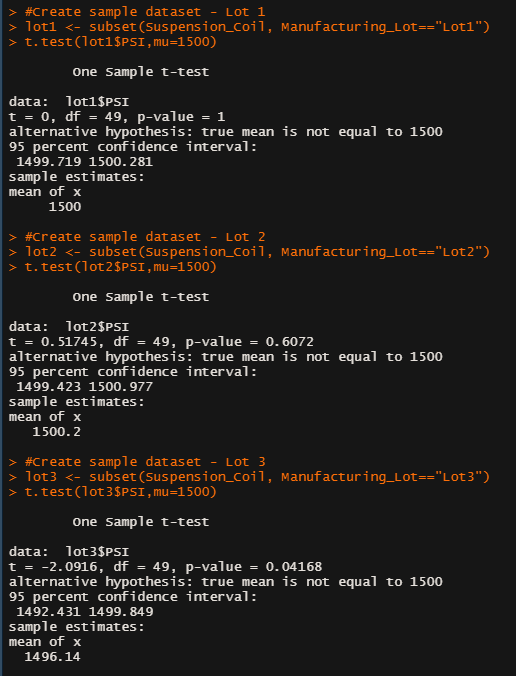 > #Create sample dataset - Lot 1
> lot1 <- subset(Suspension_Coil, Manufacturing_Lot=="Lot1")
> t.test(lot1$PSI,mu=1500)
One Sample t-test
data:  lot1$PSI
t = 0, df = 49, p-value = 1
alternative hypothesis: true mean is not equal to 1500
95 percent confidence interval:
1499.719 1500.281
sample estimates:
mean of x
1500
> #Create sample dataset - Lot 2
> lot2 <- subset(Suspension_Coil, Manufacturing_Lot=="Lot2")
> t.test(lot2$PSI,mu=1500)
One Sample t-test
data:  lot2$PSI
t = 0.51745, df = 49, p-value = 0.6072
alternative hypothesis: true mean is not equal to 1500
95 percent confidence interval:
1499.423 1500.977
sample estimates:
mean of x
1500.2
> #Create sample dataset - Lot 3
> lot3 <- subset(Suspension_Coil, Manufacturing_Lot=="Lot3")
> t.test(lot3$PSI,mu=1500)
One Sample t-test
data:  lot3$PSI
t = -2.0916, df = 49, p-value = 0.04168
alternative hypothesis: true mean is not equal to 1500
95 percent confidence interval:
1492.431 1499.849
sample estimates:
mean of x
1496.14